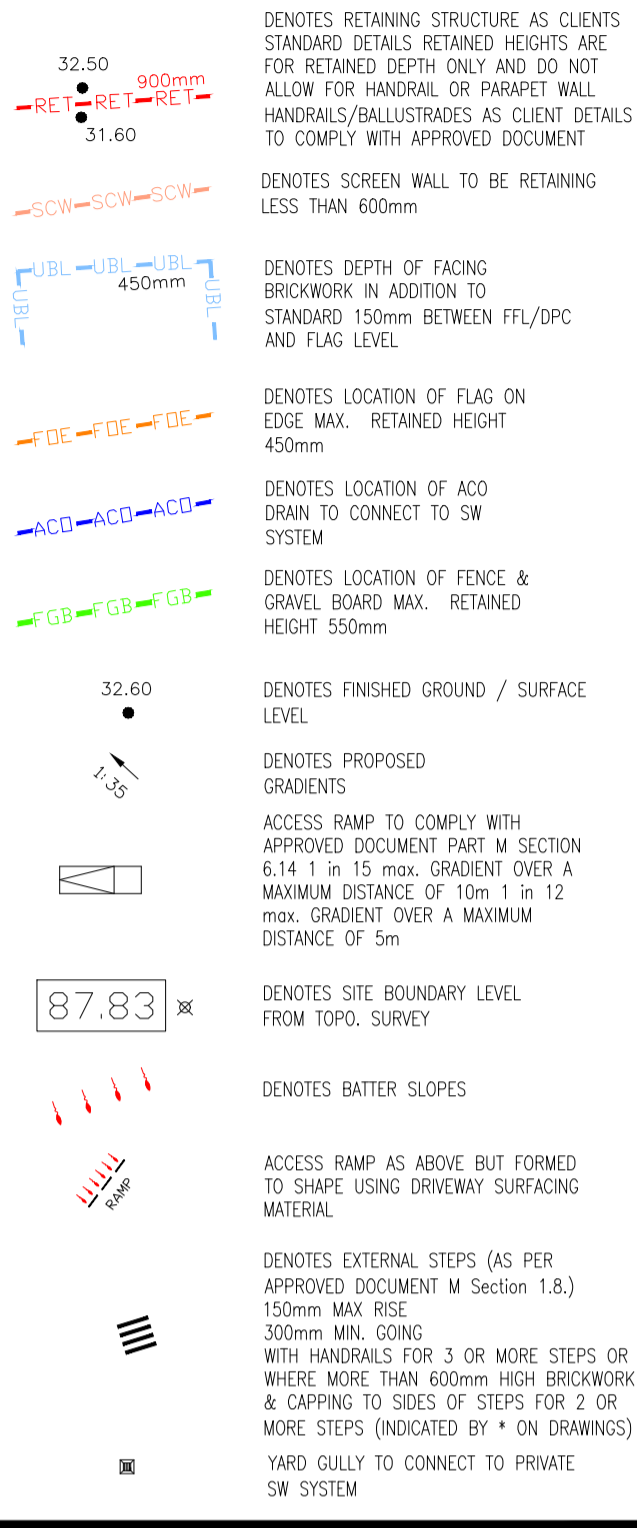 DENOTES RETAINING STRUCTURE AS CLIENTS
STANDARD DETAILS RETAINED HEIGHTS ARE
FOR RETAINED DEPTH ONLY AND DO NOT
ALLOW FOR HANDRAIL OR PARAPET WALL
HANDRAILS/BALLUSTRADES AS CLIENT DETAILS
TO COMPLY WITH APPROVED DOCUMENT
32.50
900mm
RET RET RET
31.60
SCW SCW SCW
DENOTES SCREEN WALL TO BE RETAINING
LESS THAN 600mm
UBL UBL UBL
UBL
UBL
450mm
DENOTES DEPTH OF FACING
BRICKWORK IN ADDITION TO
STANDARD 150mm BETWEEN FFL/DPC
AND FLAG LEVEL
FOE FOE FOE
DENOTES LOCATION OF FLAG ON
EDGE MAX. RETAINED HEIGHT
450mm
ACO ACO ACO
DENOTES LOCATION OF ACO
DRAIN TO CONNECT TO SW
SYSTEM
FGB FGB FGB
DENOTES LOCATION OF FENCE &
GRAVEL BOARD MAX. RETAINED
HEIGHT 550mm
32.60
DENOTES FINISHED GROUND / SURFACE
LEVEL
1:35
DENOTES PROPOSED
GRADIENTS
ACCESS RAMP TO COMPLY WITH
APPROVED DOCUMENT PART M SECTION
6.14 1 in 15 max. GRADIENT OVER A
MAXIMUM DISTANCE OF 10m 1 in 12
max. GRADIENT OVER A MAXIMUM
DISTANCE OF 5m
87.83
DENOTES SITE BOUNDARY LEVEL
FROM TOPO. SURVEY
DENOTES BATTER SLOPES
RAMP
ACCESS RAMP AS ABOVE BUT FORMED
TO SHAPE USING DRIVEWAY SURFACING
MATERIAL
DENOTES EXTERNAL STEPS (AS PER
APPROVED DOCUMENT M Section 1.8.)
150mm MAX RISE
300mm MIN. GOING
WITH HANDRAILS FOR 3 OR MORE STEPS OR
WHERE MORE THAN 600mm HIGH BRICKWORK
& CAPPING TO SIDES OF STEPS FOR 2 OR
MORE STEPS (INDICATED BY * ON DRAWINGS)
YARD GULLY TO CONNECT TO PRIVATE
SW SYSTEM